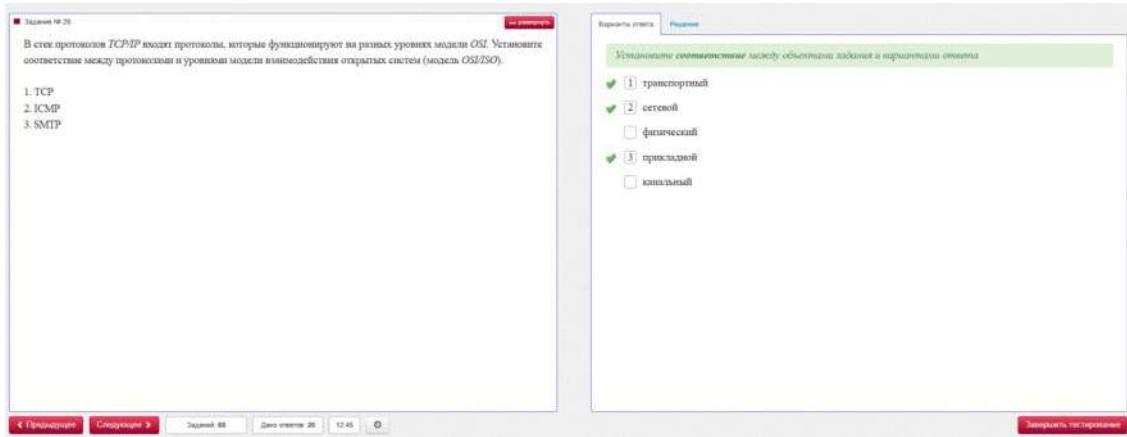 Задание № 26
развернуть
В стек протоколов TCP/IP входят протоколы, которые функционируют на разных уровнях модели OSI. Установите
соответствие между протоколами и уровнями модели взаимодействия открытых систем (модель OSI/ISO).
1. TCP
2. ICMP
3. SMTP
Варианты ответа
Решение
Установите соответствие между объектами задания и вариантами ответа
1 транспортный
2 сетевой
физический
3 прикладной
канальный
Предыдущее
Следующее
Заданий 68
Дано ответов 26
12:45
Завершить тестирование